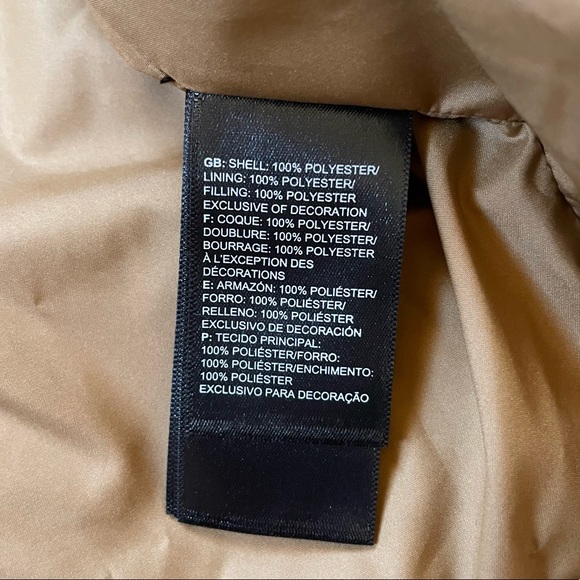 GB: SHELL: 100% POLYESTER/
LINING: 100% POLYESTER/
FILLING: 100% POLYESTER
EXCLUSIVE OF DECORATION
F: COQUE: 100% POLYESTER/
DOUBLURE: 100% POLYESTER/
BOURRAGE: 100% POLYESTER/
À L'EXCEPTION DES
DÉCORATIONS
E: ARMAZÓN: 100% POLIÉSTER/
FORRO: 100% POLIÉSTER/
RELLENO: 100% POLIÉSTER
EXCLUSIVO DE DECORACIÓN
P: TECIDO PRINCIPAL:
100% POLIÉSTER/FORRO:
100% POLIÉSTER/ENCHIMENTO:
100% POLIÉSTER
EXCLUSIVO PARA DECORAÇÃO